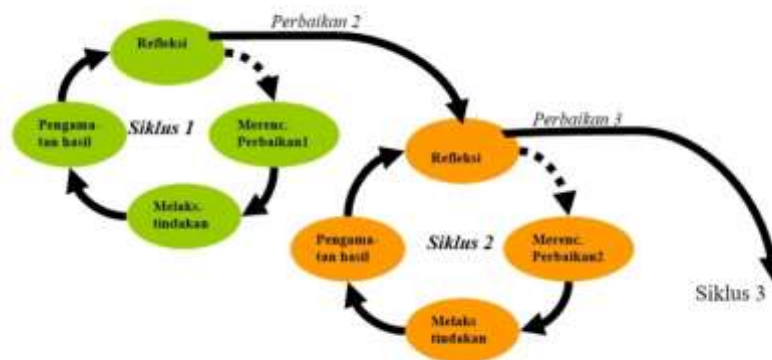 Perbaikan 2
Refleksi
Pengama-
tan hasil
Siklus 1
Merenc.
Perbaikan1
Melaks.
tindakan
Perbaikan 3
Refleksi
Pengama-
tan hasil
Siklus 2
Merenc.
Perbaikan2
Melaks
tindakan
Siklus 3